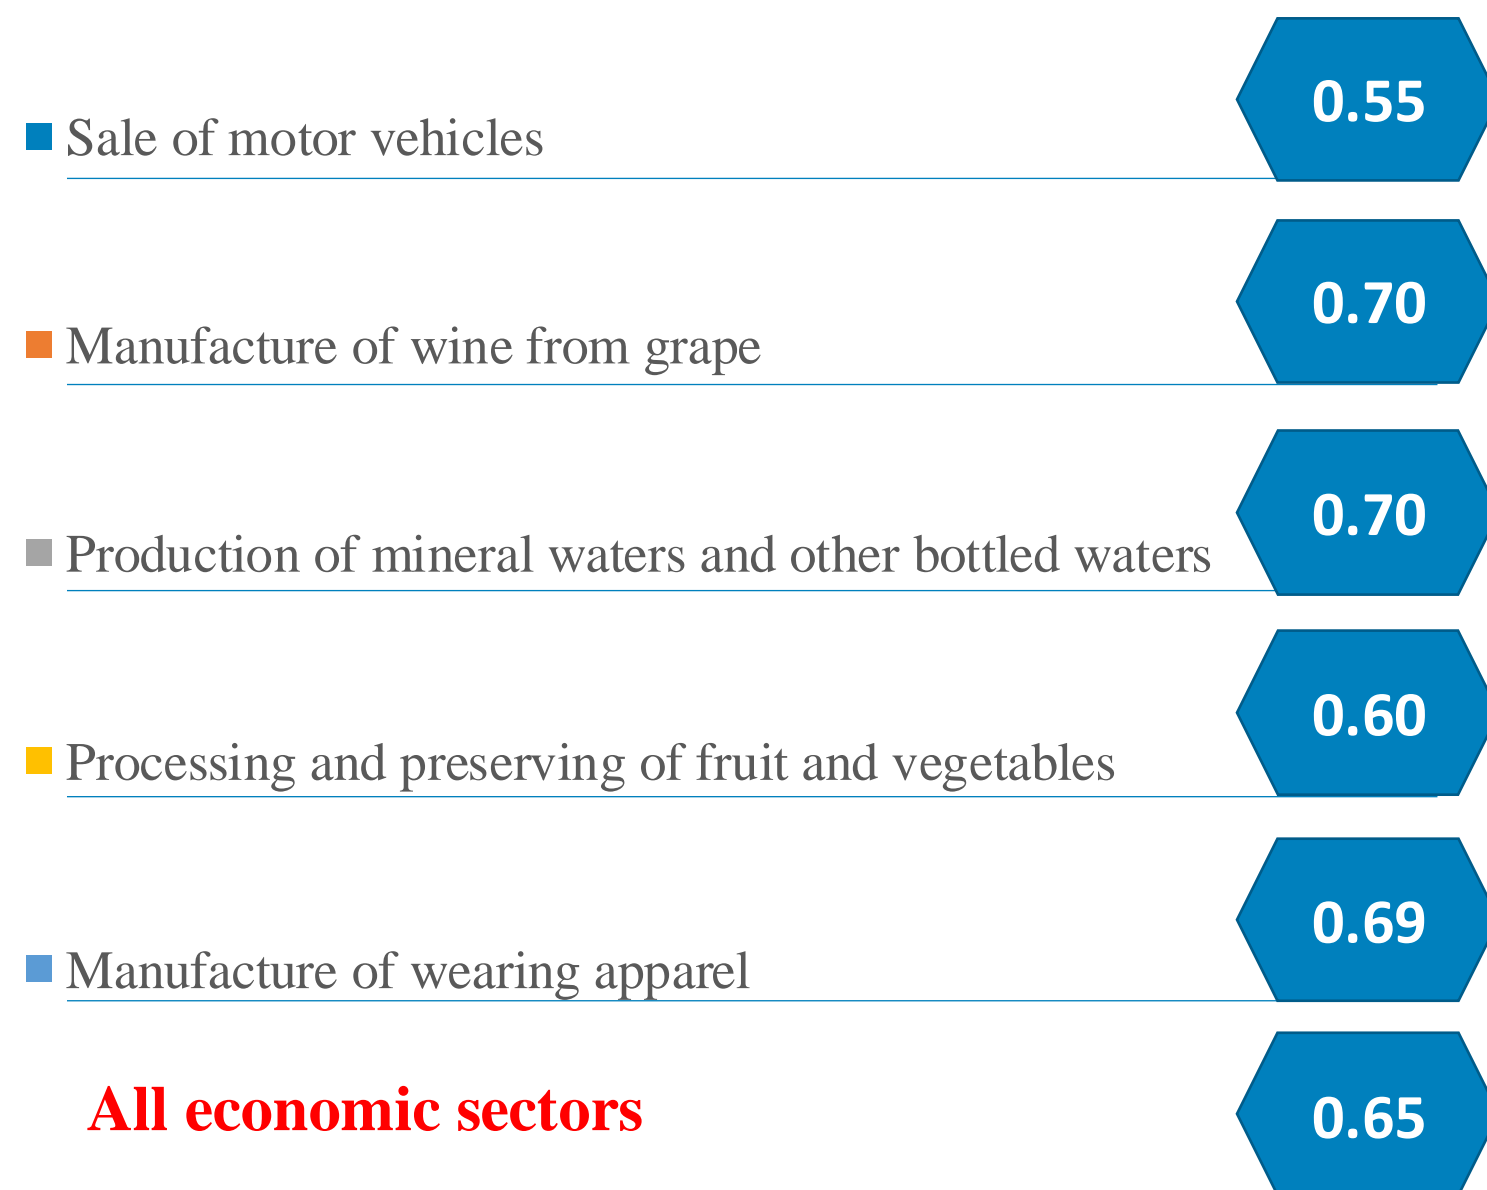 0.55
Sale of motor vehicles
0.70
Manufacture of wine from grape
0.70
Production of mineral waters and other bottled waters
0.60
Processing and preserving of fruit and vegetables
0.69
Manufacture of wearing apparel
All economic sectors
0.65